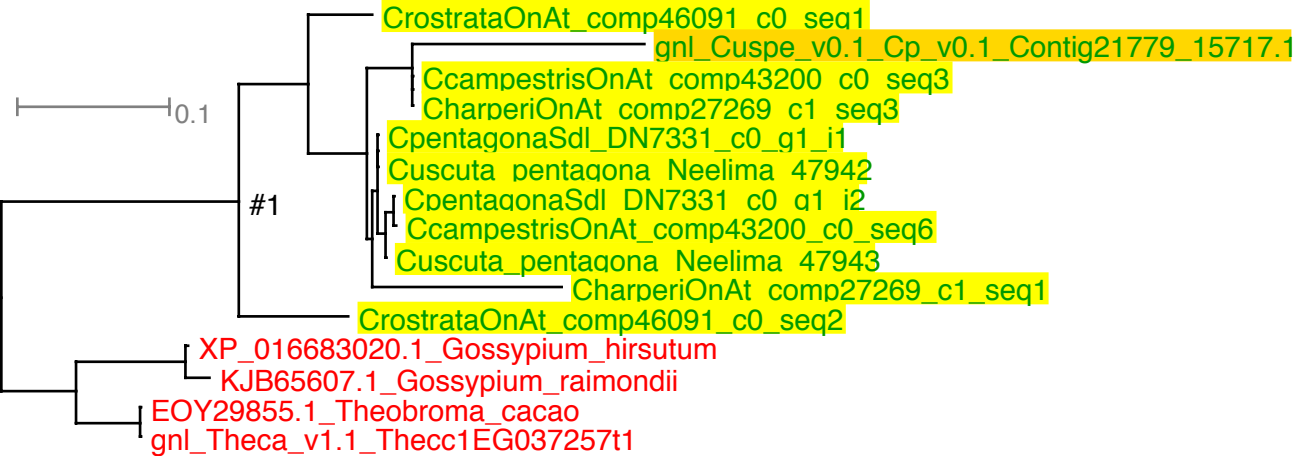 CrostrataOnAt_comp46091_c0_seq1
gnl_Cuspe_v0.1_Cp_v0.1_Contig21779_15717.1
CcampestrisOnAt_comp43200_c0_seq3
0.1
CharperiOnAt_comp27269_c1_seq3
CpentagonaSdl_DN7331_c0_g1_i1
Cuscuta_pentagona_Neelima_47942
CpentagonaSdl_DN7331_c0_g1_i2
#1
CcampestrisOnAt_comp43200_c0_seq6
Cuscuta_pentagona_Neelima_47943
CharperiOnAt_comp27269_c1_seq1
CrostrataOnAt_comp46091_c0_seq2
XP_016683020.1_Gossypium_hirsutum
KJB65607.1_Gossypium_raimondii
EOY29855.1_Theobroma_cacao
gnl_Theca_v1.1_Thecc1EG037257t1